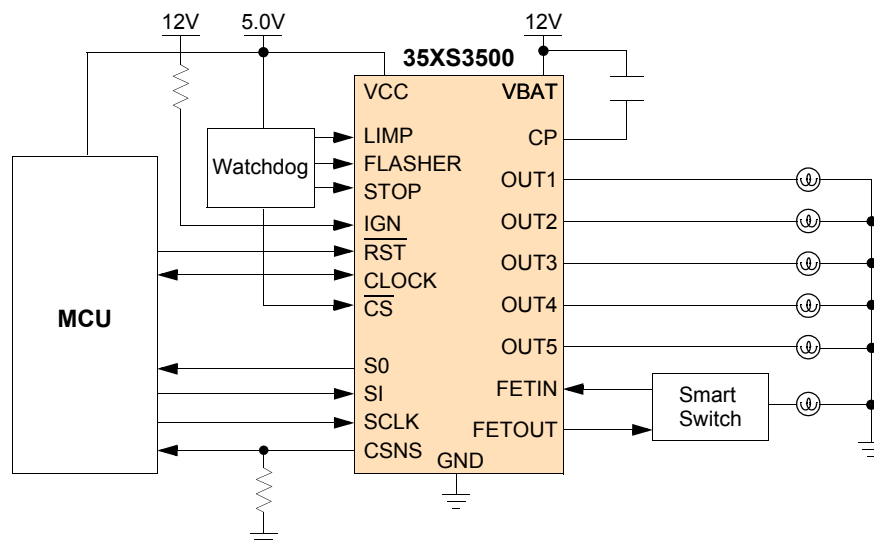 12V
5.0V
12V
35XS3500
VCC
VBAT
LIMP
CP
FLASHER
Watchdog
STOP
OUT1
IGN
OUT2
RST
CLOCK
OUT3
CS
OUT4
MCU
OUT5
S0
SI
FETIN
Smart
Switch
SCLK
FETOUT
CSNS
GND